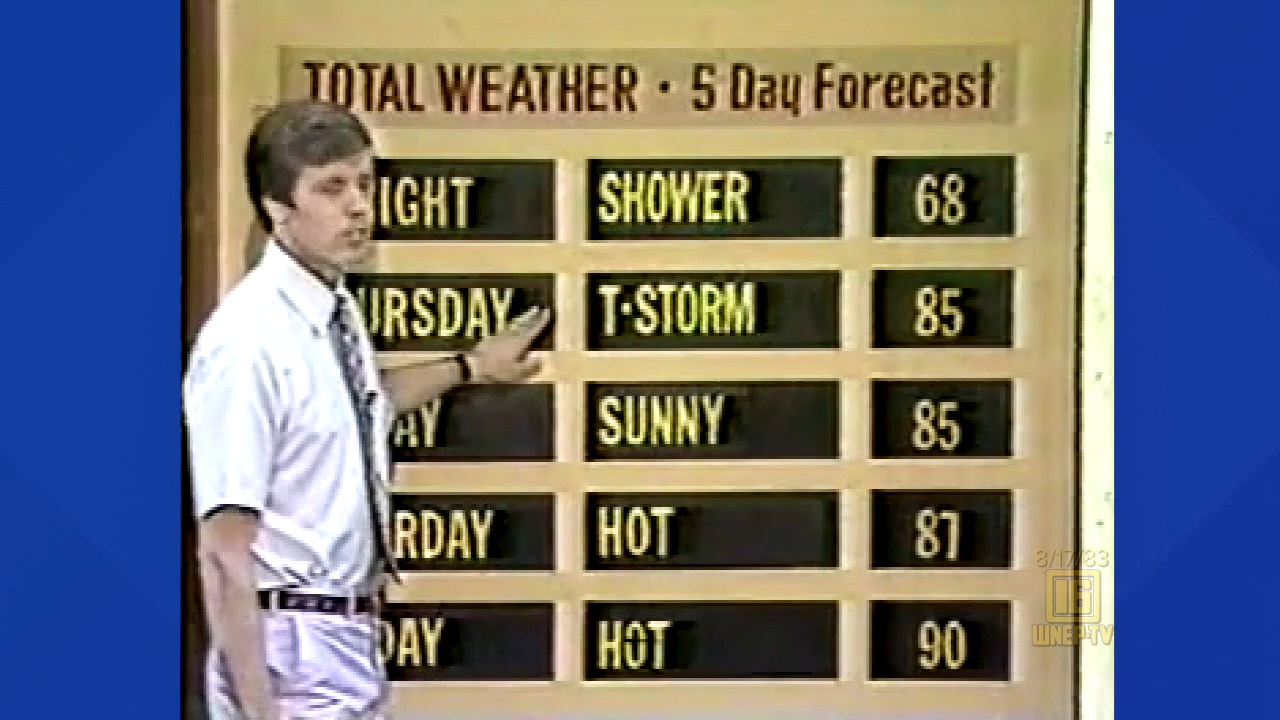 TOTAL WEATHER · 5 Day Forecast
IGHT SHOWER 68
URSDAY T·STORM 85
AY SUNNY 85
RDAY HOT 87
DAY HOT 90
8/17/83
16
WNEP-TV